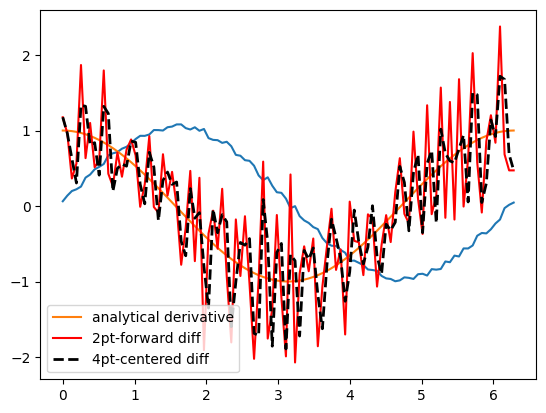 2
1
0
−1
−2
analytical derivative
2pt-forward diff
4pt-centered diff
0 1 2 3 4 5 6